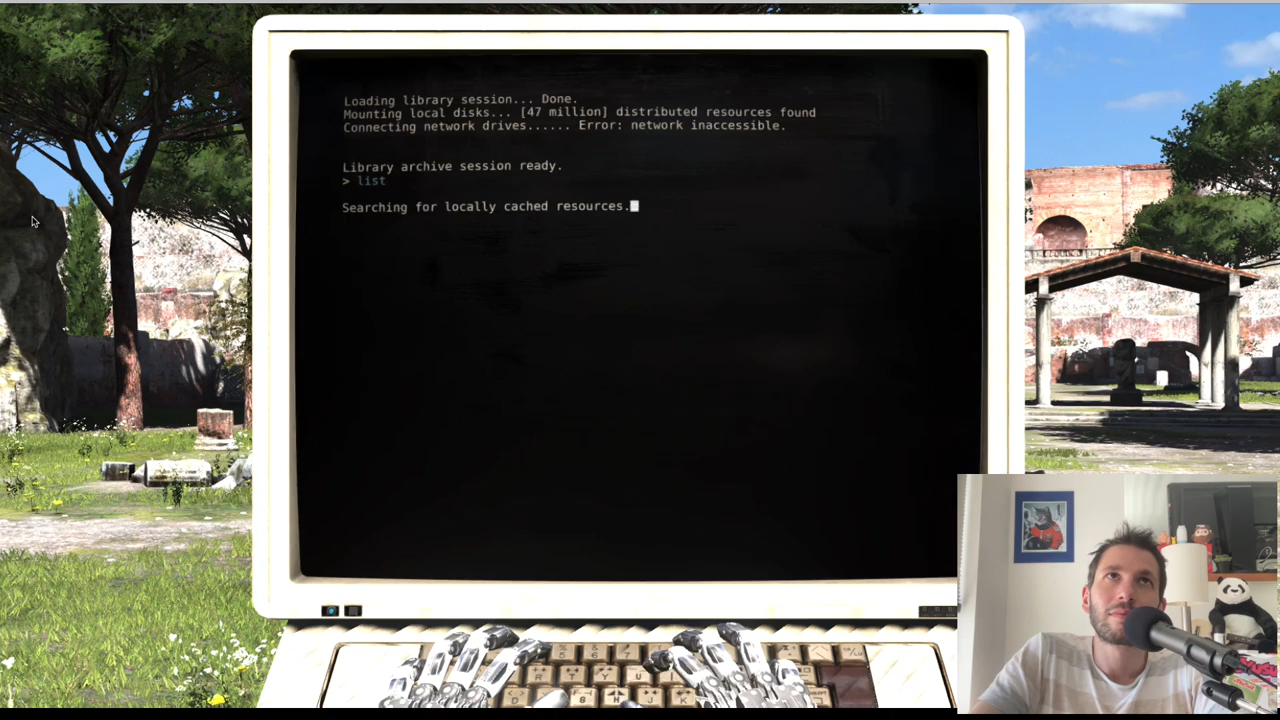 Loading library session... Done.
Mounting local disks... [47 million] distributed resources found
Connecting network drives...... Error: network inaccessible.
Library archive session ready.
> list
Searching for locally cached resources.